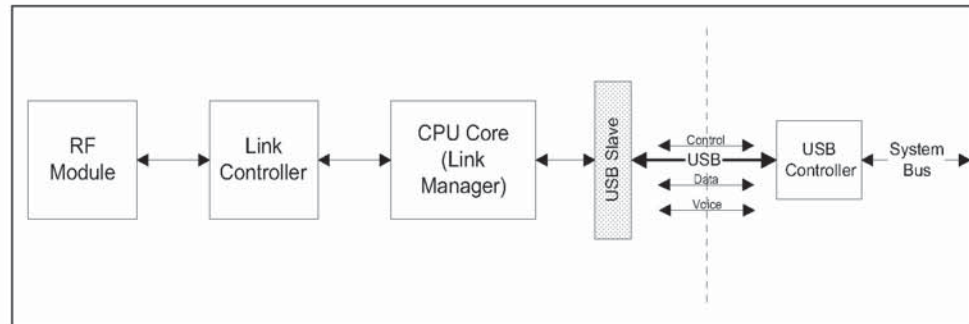 RF
Module
Link
Controller
CPU Core
(Link
Manager)
USB Slave
Control
USB
Data
Voice
USB
Controller
System
Bus